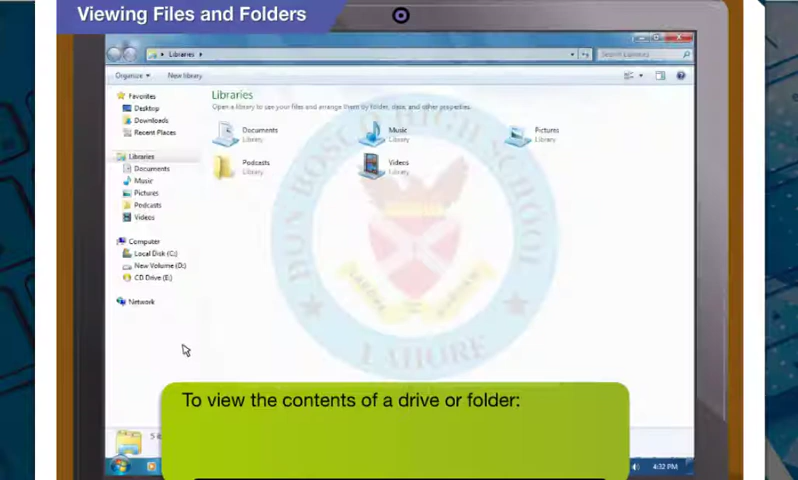 Viewing Files and Folders
Libraries
Search Libraries
Organize
New library
Favorites
Desktop
Downloads
Recent Places
Libraries
Documents
Music
Pictures
Podcasts
Videos
Computer
Local Disk (C:)
New Volume (D:)
CD Drive (E:)
Network
Libraries
Open a library to see your files and arrange them by folder, date, and other properties.
Documents
Library
Music
Library
Pictures
Library
Podcasts
Library
Videos
Library
DON BOSCO HIGH SCHOOL
LAHORE
To view the contents of a drive or folder:
4:32 PM